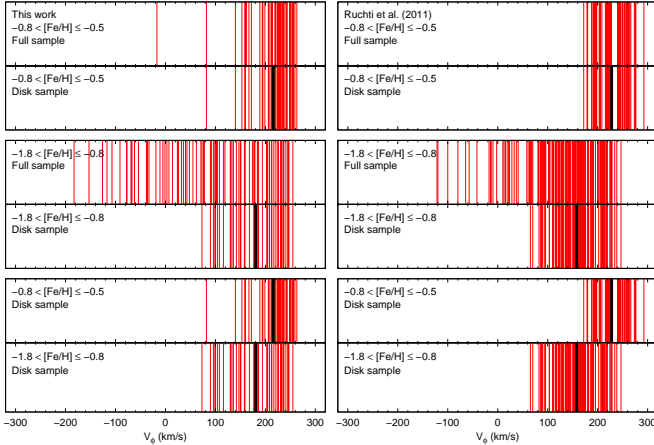 This work
−0.8 < [Fe/H] ≤ −0.5
Full sample
−0.8 < [Fe/H] ≤ −0.5
Disk sample
−1.8 < [Fe/H] ≤ −0.8
Full sample
−1.8 < [Fe/H] ≤ −0.8
Disk sample
−0.8 < [Fe/H] ≤ −0.5
Disk sample
−1.8 < [Fe/H] ≤ −0.8
Disk sample
−300 −200 −100 0 100 200 300
V_ϕ (km/s)
Ruchti et al. (2011)
−0.8 < [Fe/H] ≤ −0.5
Full sample
−0.8 < [Fe/H] ≤ −0.5
Disk sample
−1.8 < [Fe/H] ≤ −0.8
Full sample
−1.8 < [Fe/H] ≤ −0.8
Disk sample
−0.8 < [Fe/H] ≤ −0.5
Disk sample
−1.8 < [Fe/H] ≤ −0.8
Disk sample
−300 −200 −100 0 100 200 300
V_ϕ (km/s)